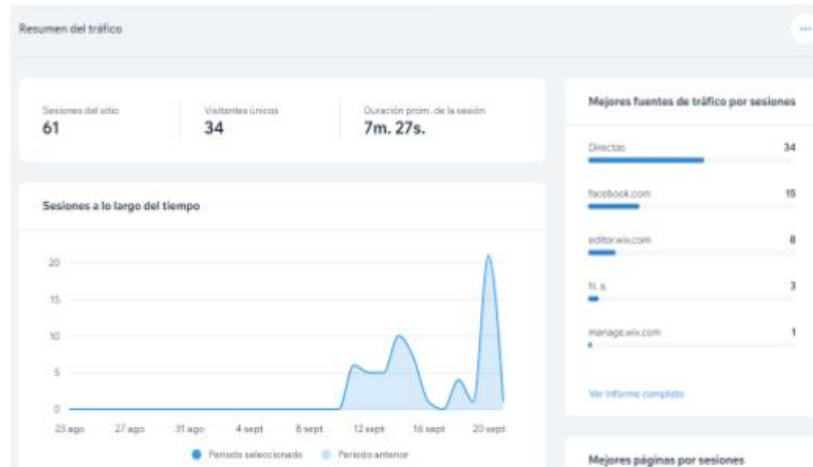 Resumen del tráfico
Sesiones del sitio
61
Visitantes únicos
34
Duración prom. de la sesión
7m. 27s.
Sesiones a lo largo del tiempo
20
15
10
5
0
23 ago
27 ago
31 ago
4 sept
8 sept
12 sept
16 sept
20 sept
Periodo seleccionado
Periodo anterior
Mejores fuentes de tráfico por sesiones
Directas
34
facebook.com
15
editor.wix.com
8
N. a.
3
manage.wix.com
1
Ver informe completo
Mejores páginas por sesiones